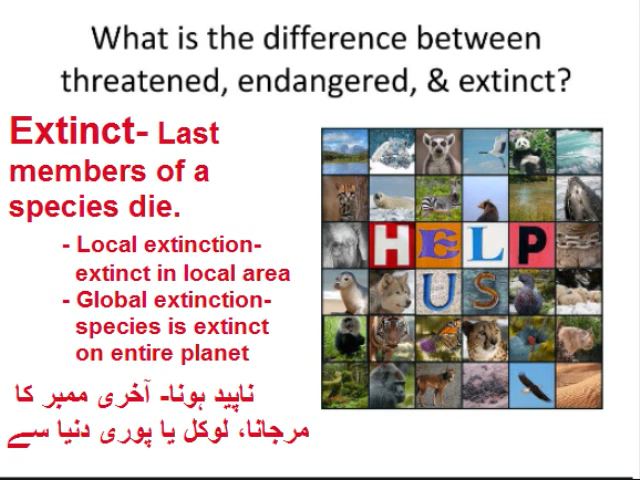 What is the difference between
threatened, endangered, & extinct?
Extinct- Last
members of a
species die.
- Local extinction-
extinct in local area
- Global extinction-
species is extinct
on entire planet
ناپید ہونا- آخری ممبر کا
مرجانا، لوکل یا پوری دنیا سے
HELP
US